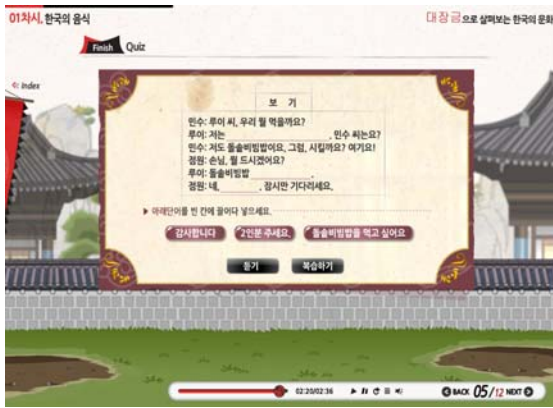 01차시. 한국의 음식
대장금으로 살펴보는 한국의 문화
Finish Quiz
Index
보 기
민수: 루이 씨, 우리 뭘 먹을까요?
루이: 저는 , 민수 씨는요?
민수: 저도 돌솥비빔밥이요, 그럼, 시킬까요? 여기요!
점원: 손님, 뭘 드시겠어요?
루이: 돌솥비빔밥 .
점원: 네, . 잠시만 기다리세요.
아래단어를 빈 칸에 끌어다 넣으세요.
감사합니다 2인분 주세요. 돌솥비빔밥을 먹고 싶어요
듣기 복습하기
02:20/02:36 BACK 05/12 NEXT